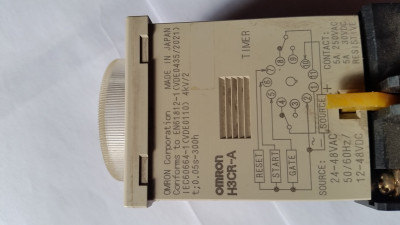 OMRON Corporation MADE IN JAPAN
Conforms to EN61812-1(VDE0435/2021)
IEC60664-1(VDE0110) 4kV/2
t;0.05s~300h
OMRON
H3CR-A
TIMER
CONTACT:
5A 250VAC
5A 30VDC
RESISTIVE
RESET
START
GATE
SOURCE
+
SOURCE:
24-48VAC
50/60Hz/
12-48VDC